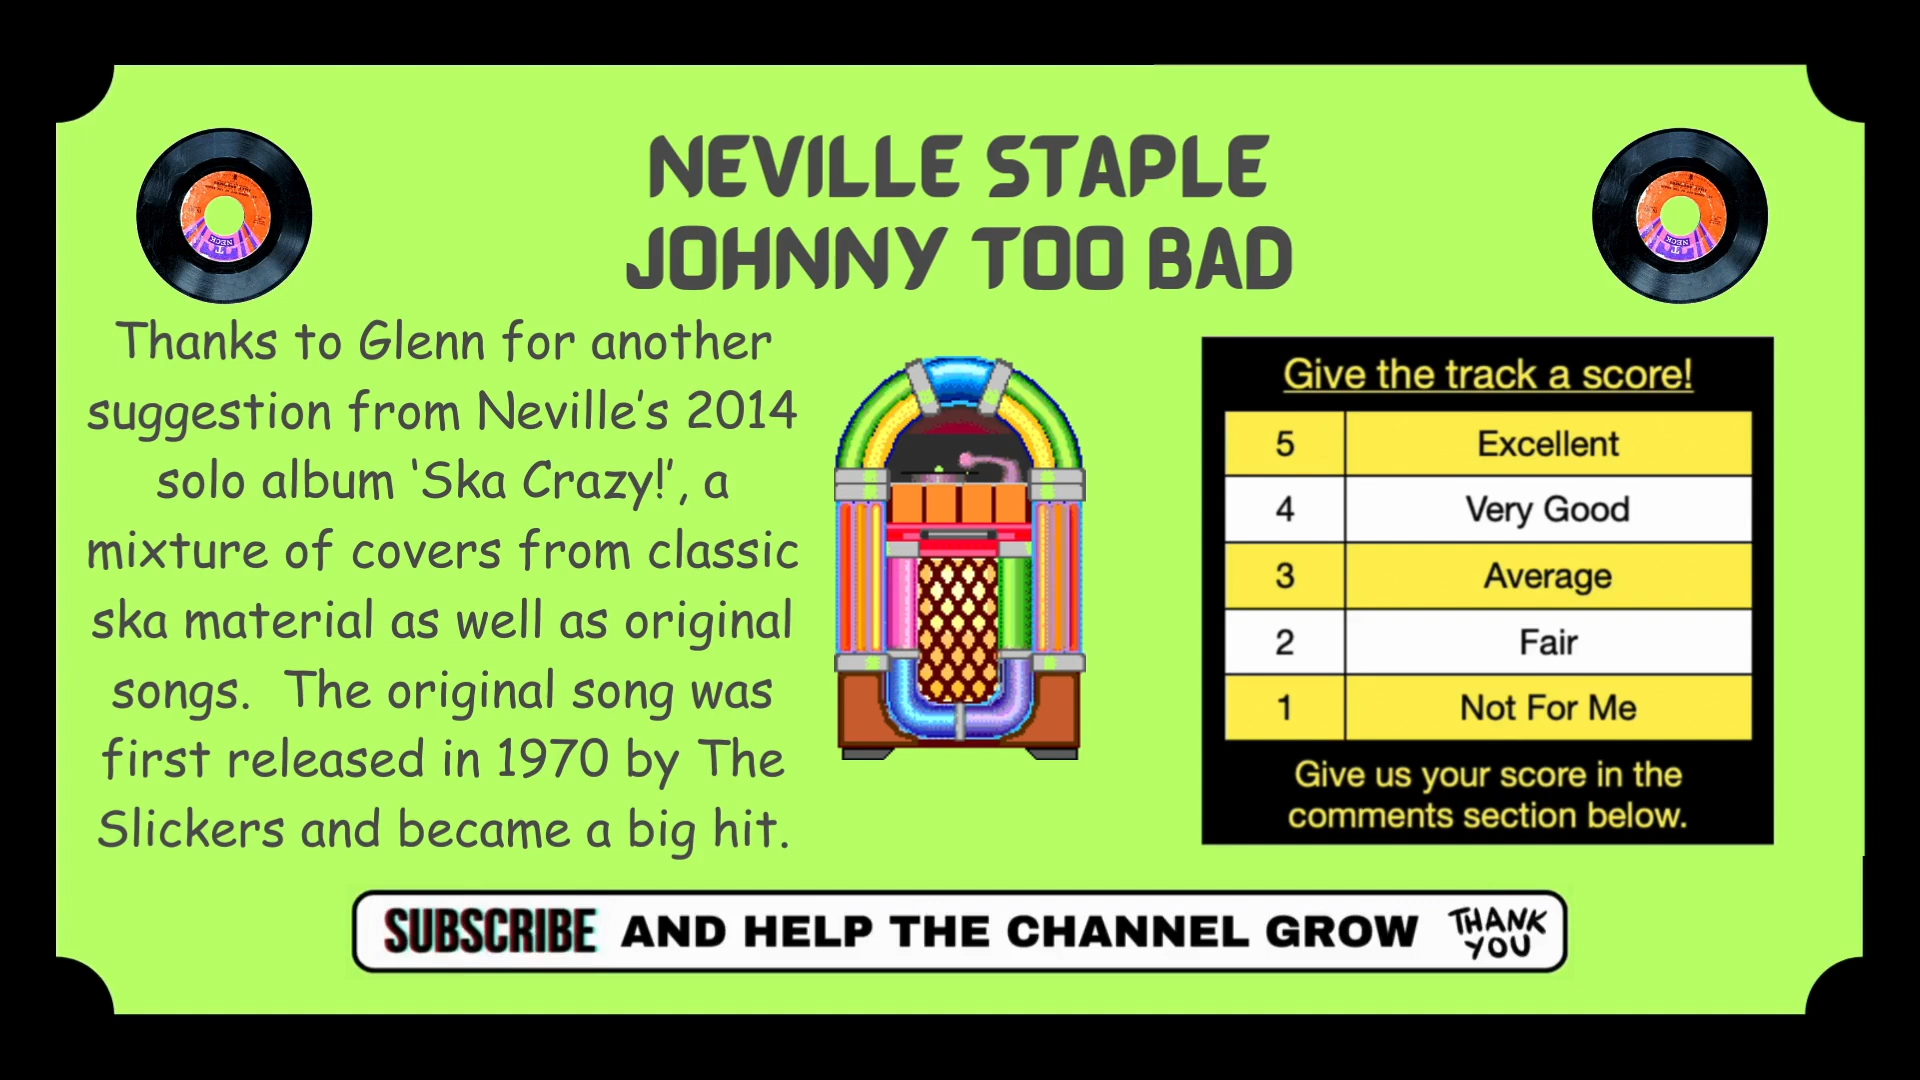 NEVILLE STAPLE
JOHNNY TOO BAD
Thanks to Glenn for another
suggestion from Neville's 2014
solo album ‘Ska Crazy!’, a
mixture of covers from classic
ska material as well as original
songs.  The original song was
first released in 1970 by The
Slickers and became a big hit.
Give the track a score!
5 Excellent
4 Very Good
3 Average
2 Fair
1 Not For Me
Give us your score in the
comments section below.
SUBSCRIBE AND HELP THE CHANNEL GROW THANK YOU